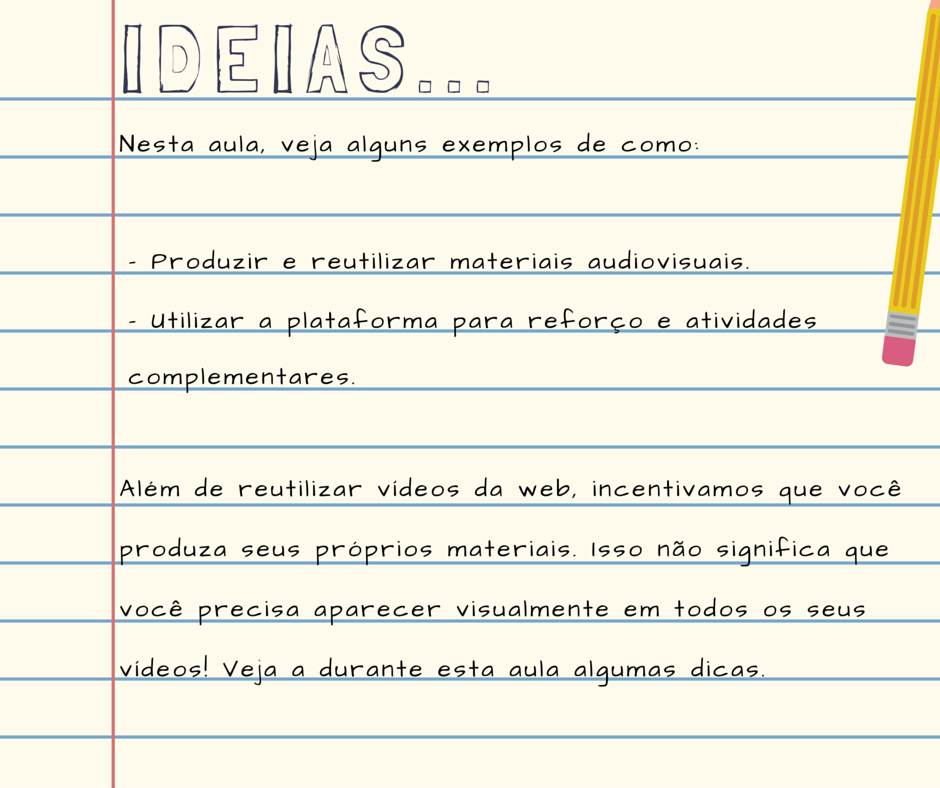 IDEIAS...
Nesta aula, veja alguns exemplos de como:
- Produzir e reutilizar materiais audiovisuais.
- Utilizar a plataforma para reforço e atividades
complementares.
Além de reutilizar vídeos da web, incentivamos que você
produza seus próprios materiais. Isso não significa que
você precisa aparecer visualmente em todos os seus
vídeos! Veja a durante esta aula algumas dicas.